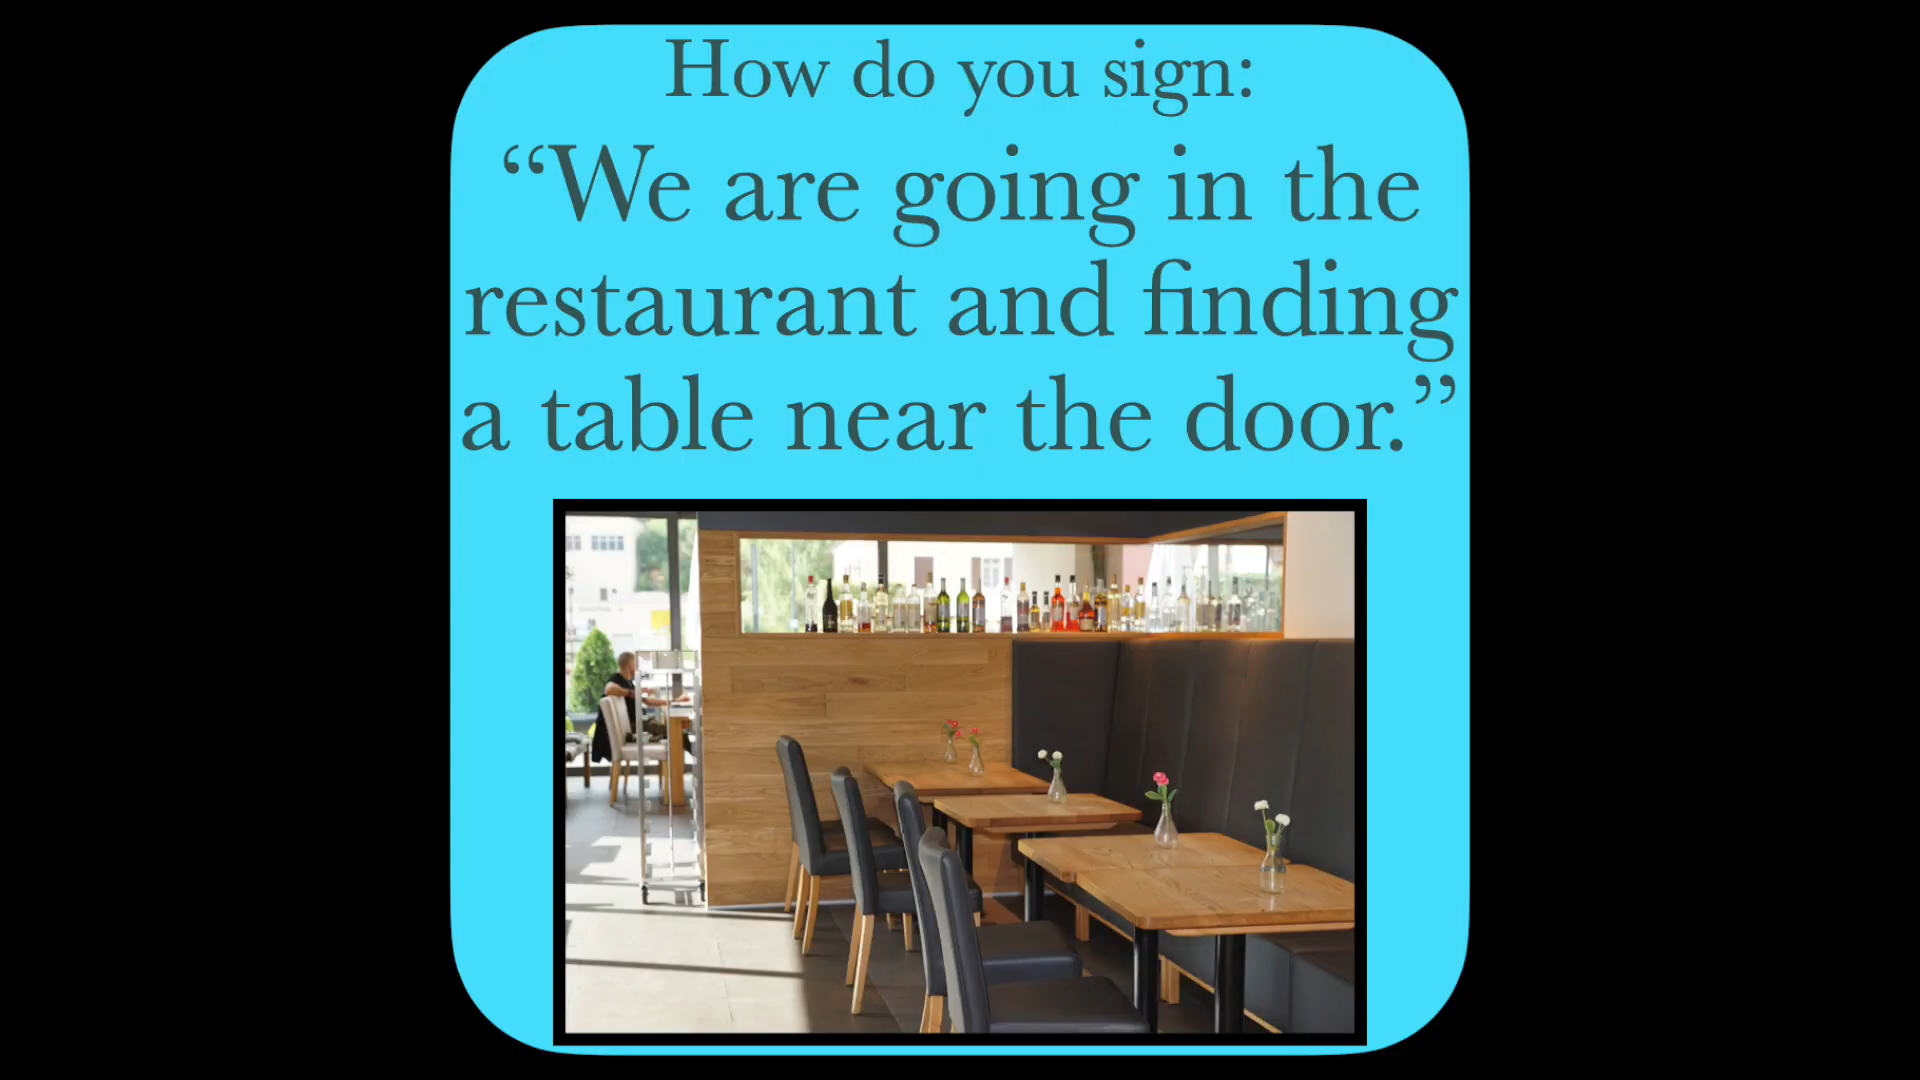 How do you sign:
“We are going in the
restaurant and finding
a table near the door.”